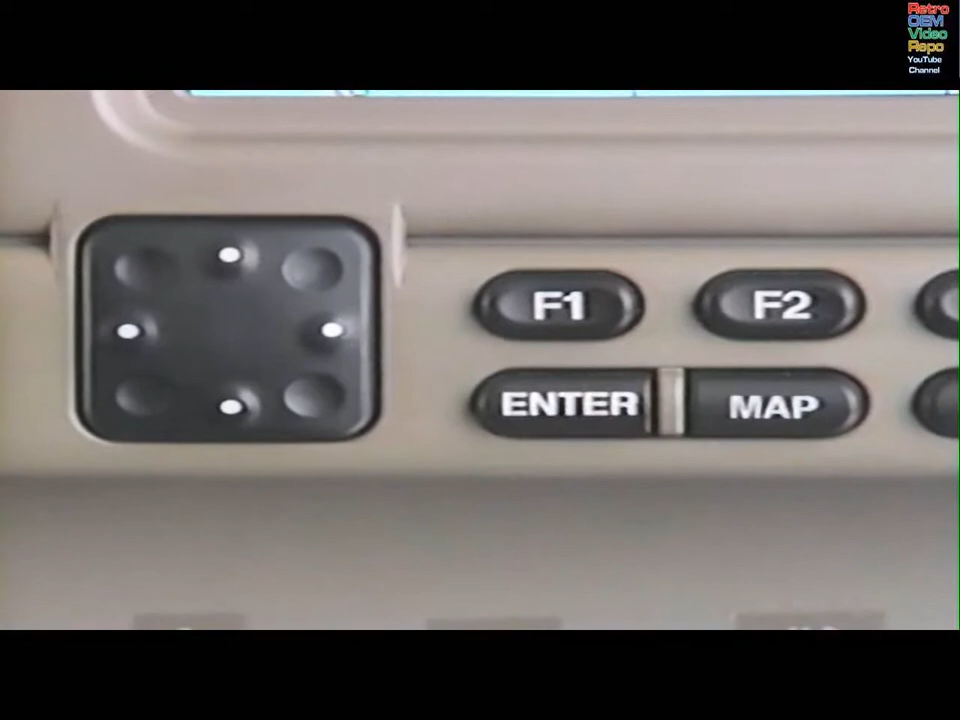 Retro
OEM
Video
Repo
YouTube
Channel
F1
F2
ENTER
MAP